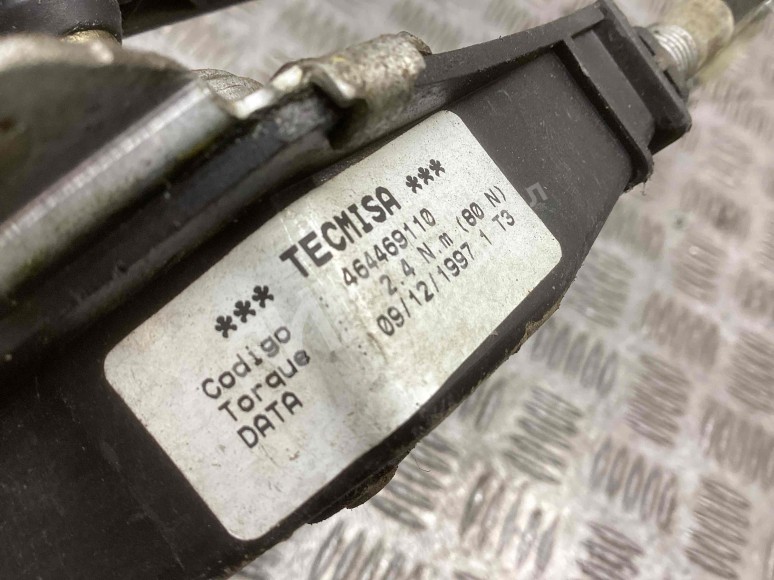 *** TECMISA ***
Codigo : 464469110
Torque : 2.4 N.m (80 N)
DATA : 09/12/1997 1 T3